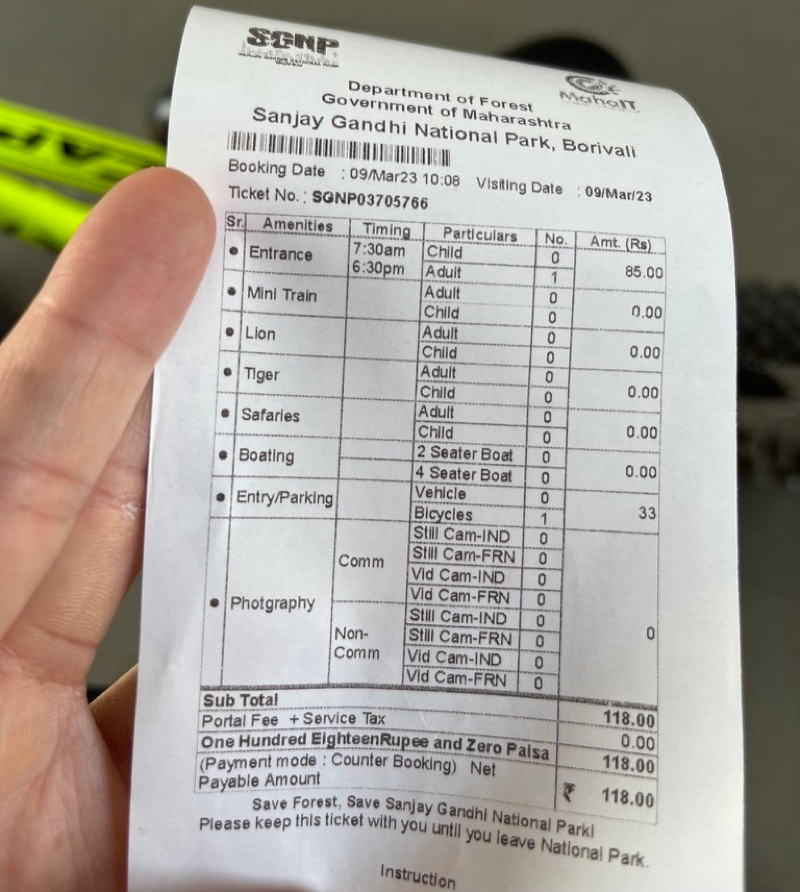 SGNP
MahaIT
Department of Forest
Government of Maharashtra
Sanjay Gandhi National Park, Borivali
Booking Date : 09/Mar23 10:08 Visiting Date : 09/Mar/23
Ticket No.: SGNP03705766
Sr. Amenities Timing Particulars No. Amt. (Rs)
• Entrance 7:30am Child 0 85.00
6:30pm Adult 1
• Mini Train Adult 0 0.00
Child 0
• Lion Adult 0 0.00
Child 0
• Tiger Adult 0 0.00
Child 0
• Safaries Adult 0 0.00
Child 0
• Boating 2 Seater Boat 0 0.00
4 Seater Boat 0
• Entry/Parking Vehicle 0 33
Bicycles 1
• Photgraphy Comm Still Cam-IND 0 0
Still Cam-FRN 0
Vid Cam-IND 0
Vid Cam-FRN 0
Non-Comm Still Cam-IND 0
Still Cam-FRN 0
Vid Cam-IND 0
Vid Cam-FRN 0
Sub Total 118.00
Portal Fee + Service Tax 0.00
One Hundred EighteenRupee and Zero Paisa 118.00
(Payment mode : Counter Booking) Net
Payable Amount ₹ 118.00
Save Forest, Save Sanjay Gandhi National Park!
Please keep this ticket with you until you leave National Park.
Instruction